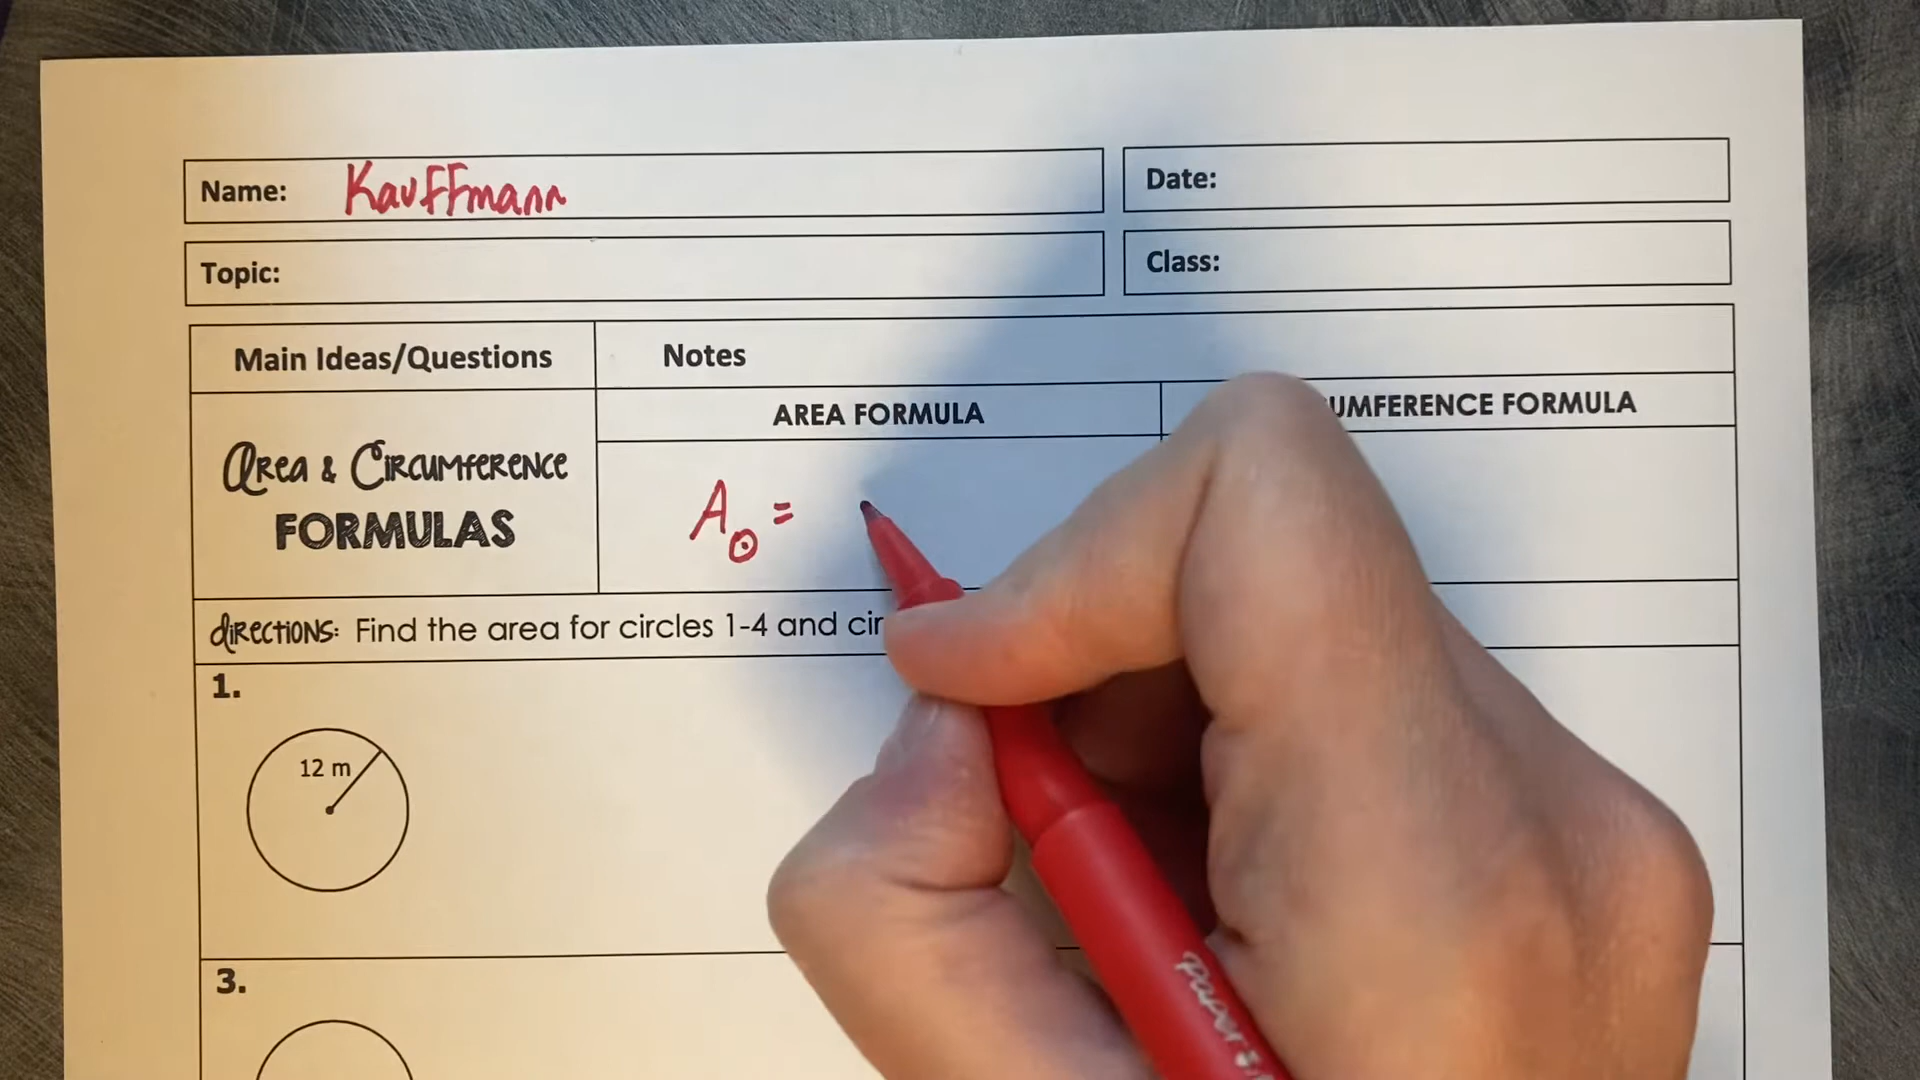 Name: Kauffmann
Date:
Topic:
Class:
Main Ideas/Questions
Notes
AREA FORMULA
UMFERENCE FORMULA
Area & Circumference
FORMULAS
A⊙ =
directions: Find the area for circles 1-4 and cir
1.
12 m
3.
Paper